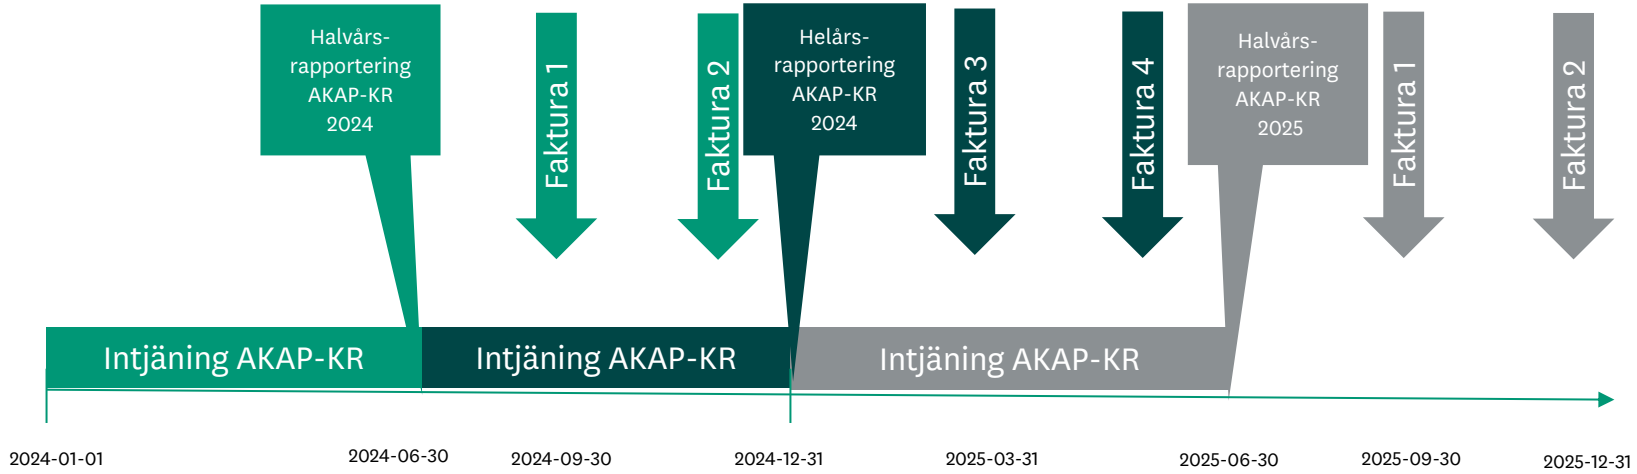 Halvårs-
rapportering
AKAP-KR
2024
Faktura 1
Faktura 2
Helårs-
rapportering
AKAP-KR
2024
Faktura 3
Faktura 4
Halvårs-
rapportering
AKAP-KR
2025
Faktura 1
Faktura 2
Intjäning AKAP-KR
Intjäning AKAP-KR
Intjäning AKAP-KR
2024-01-01
2024-06-30
2024-09-30
2024-12-31
2025-03-31
2025-06-30
2025-09-30
2025-12-31